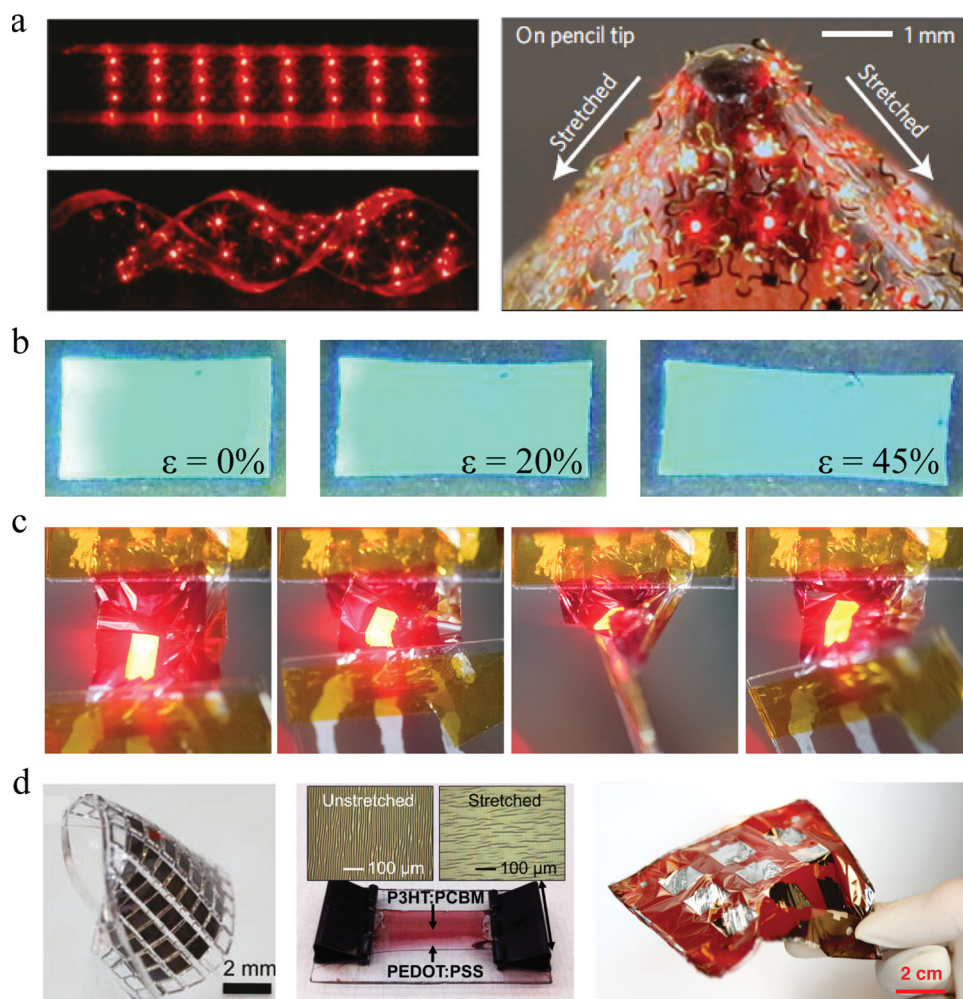 a
On pencil tip
1 mm
Stretched
Stretched
b
ε = 0%
ε = 20%
ε = 45%
c
d
2 mm
Unstretched
100 µm
Stretched
100 µm
P3HT:PCBM
PEDOT:PSS
2 cm